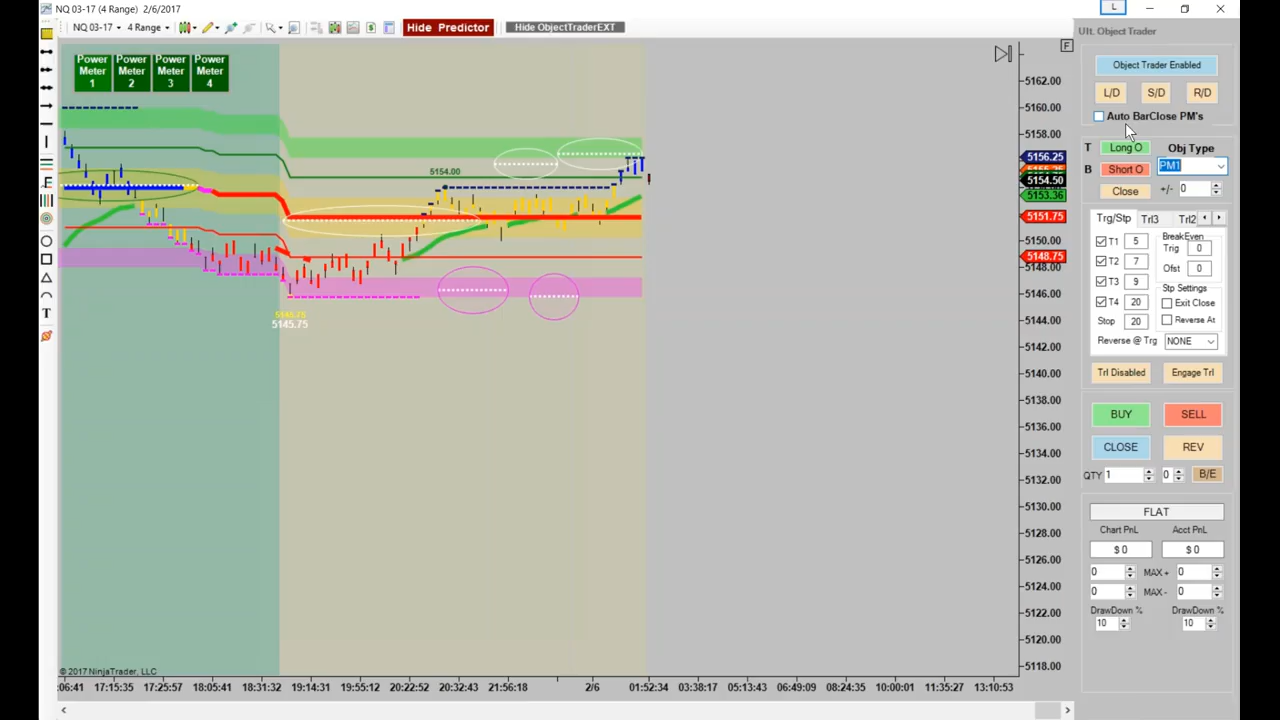 NQ 03-17 (4 Range)  2/6/2017
L
NQ 03-17
4 Range
Hide Predictor
Hide ObjectTraderEXT
Ult. Object Trader
F
Power Meter 1
Power Meter 2
Power Meter 3
Power Meter 4
Object Trader Enabled
L/D
S/D
R/D
Auto BarClose PM's
T
Long O
Obj Type
B
Short O
PM1
Close
+/-
0
Trg/Stp
Trl3
Trl2
T1
5
T2
7
T3
9
T4
20
Stop
20
BreakEven
Trig
0
Ofst
0
Stp Settings
Exit Close
Reverse At
Reverse @ Trg
NONE
Trl Disabled
Engage Trl
BUY
SELL
CLOSE
REV
QTY
1
0
B/E
FLAT
Chart PnL
Acct PnL
$ 0
$ 0
0
MAX +
0
0
MAX -
0
DrawDown %
DrawDown %
10
10
5154.00
5145.75
5162.00
5160.00
5158.00
5156.25
5154.50
5153.36
5151.75
5150.00
5148.75
5148.00
5146.00
5144.00
5142.00
5140.00
5138.00
5136.00
5134.00
5132.00
5130.00
5128.00
5126.00
5124.00
5122.00
5120.00
5118.00
© 2017 NinjaTrader, LLC
:06:41
17:15:35
17:25:57
18:05:41
18:31:32
19:14:31
19:55:12
20:22:52
20:32:43
21:56:18
2/6
01:52:34
03:38:17
05:13:43
06:49:09
08:24:35
10:00:01
11:35:27
13:10:53